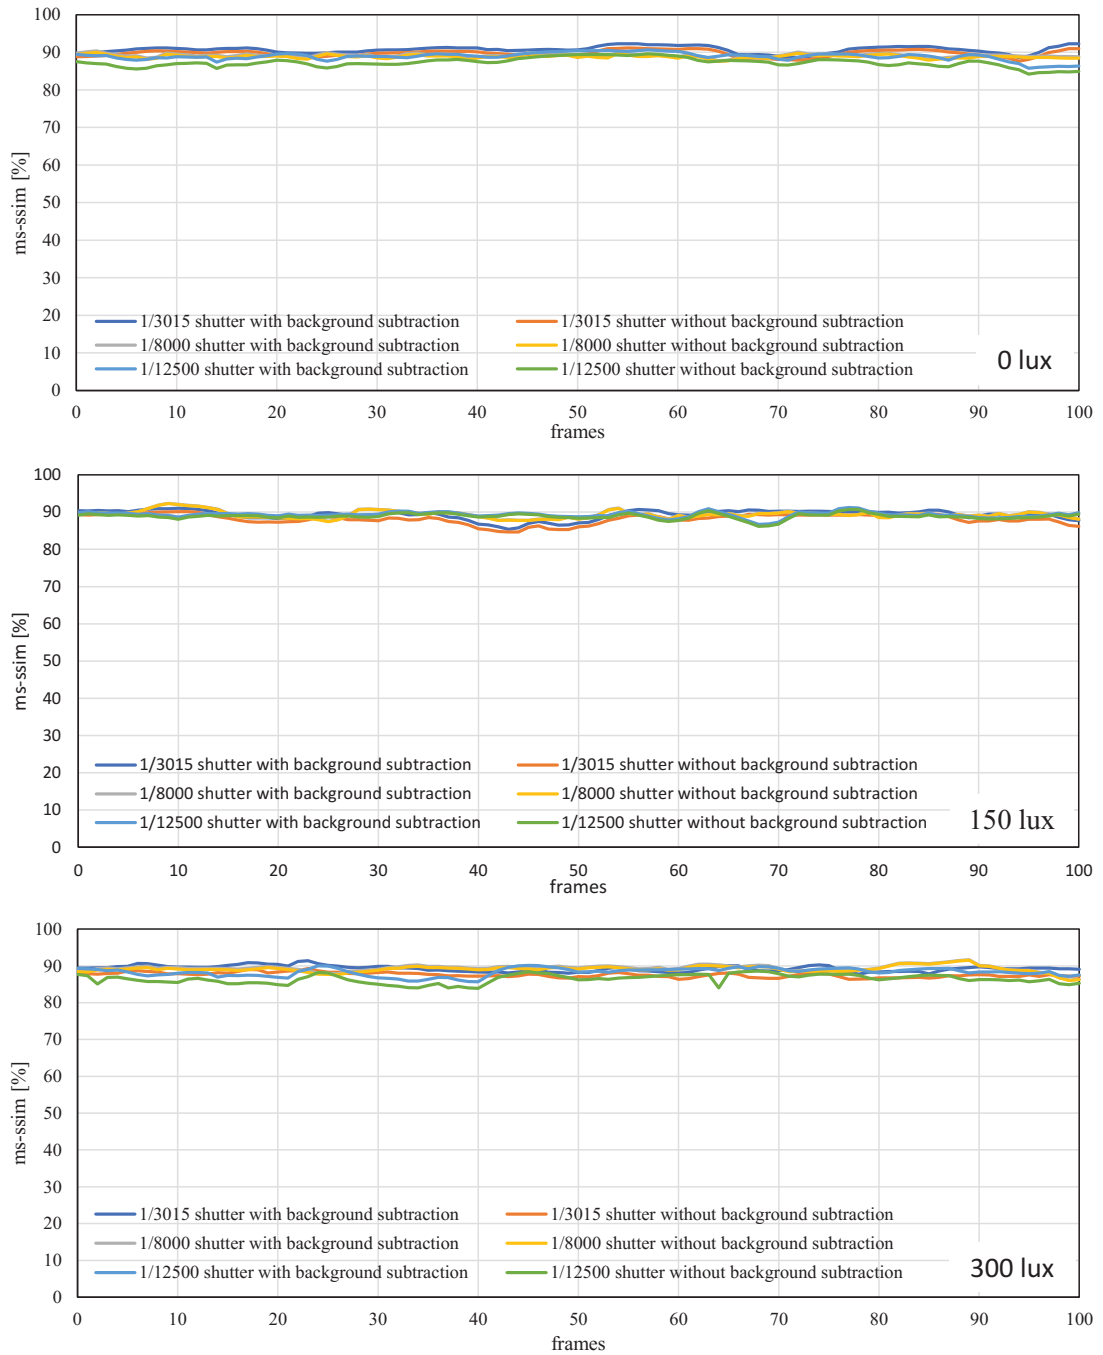 100
90
80
70
60
50
40
30
20
10
0
ms-ssim [%]
1/3015 shutter with background subtraction
1/3015 shutter without background subtraction
1/8000 shutter with background subtraction
1/8000 shutter without background subtraction
1/12500 shutter with background subtraction
1/12500 shutter without background subtraction
0 lux
0 10 20 30 40 50 60 70 80 90 100
frames
100
90
80
70
60
50
40
30
20
10
0
ms-ssim [%]
1/3015 shutter with background subtraction
1/3015 shutter without background subtraction
1/8000 shutter with background subtraction
1/8000 shutter without background subtraction
1/12500 shutter with background subtraction
1/12500 shutter without background subtraction
150 lux
0 10 20 30 40 50 60 70 80 90 100
frames
100
90
80
70
60
50
40
30
20
10
0
ms-ssim [%]
1/3015 shutter with background subtraction
1/3015 shutter without background subtraction
1/8000 shutter with background subtraction
1/8000 shutter without background subtraction
1/12500 shutter with background subtraction
1/12500 shutter without background subtraction
300 lux
0 10 20 30 40 50 60 70 80 90 100
frames